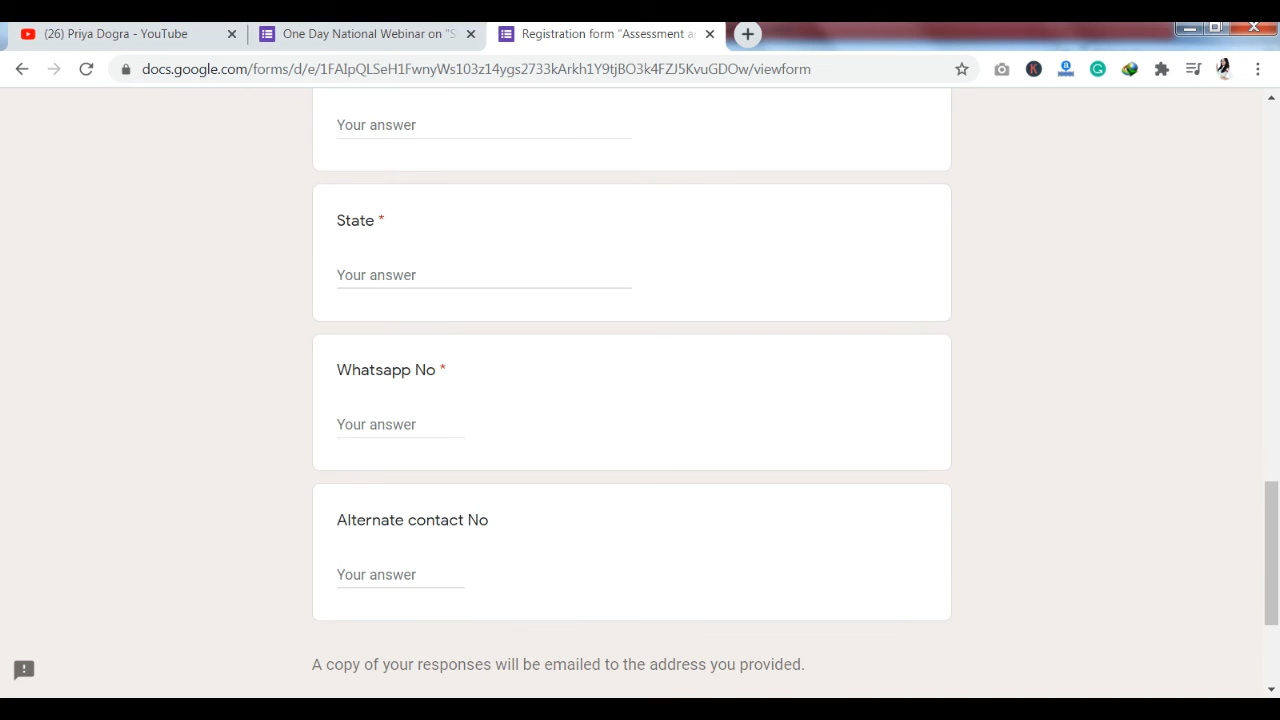 (26) Priya Dogra - YouTube
One Day National Webinar on "S
Registration form "Assessment a
docs.google.com/forms/d/e/1FAIpQLSeH1FwnyWs103z14ygs2733kArkh1Y9tjBO3k4FZJ5KvuGDOw/viewform
Your answer
State *
Your answer
Whatsapp No *
Your answer
Alternate contact No
Your answer
A copy of your responses will be emailed to the address you provided.